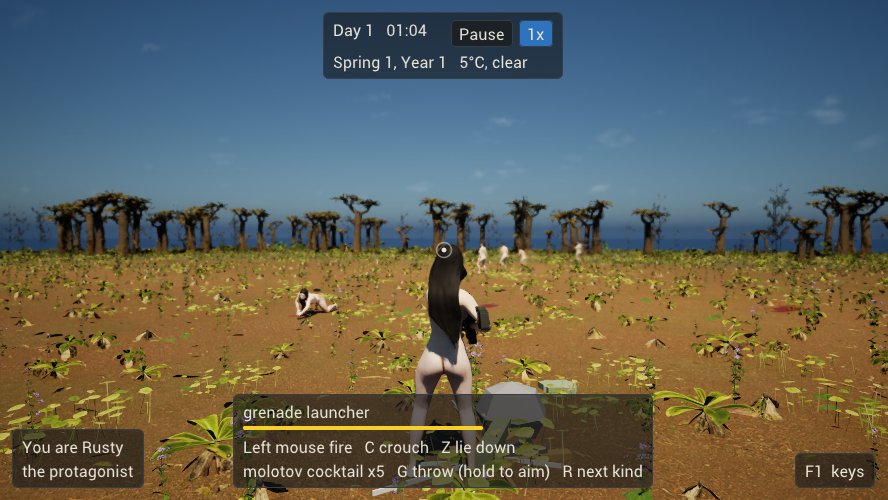 Day 1 01:04 Pause 1x
Spring 1, Year 1 5°C, clear
grenade launcher
Left mouse fire C crouch Z lie down
molotov cocktail x5 G throw (hold to aim) R next kind
You are Rusty
the protagonist
F1 keys